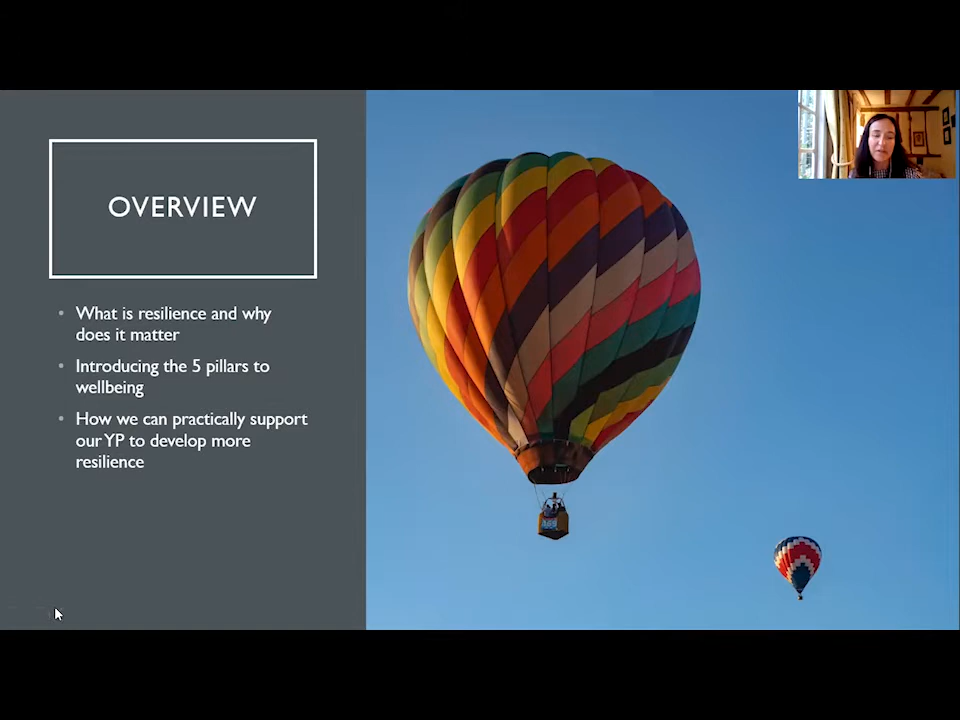 OVERVIEW
• What is resilience and why
does it matter
• Introducing the 5 pillars to
wellbeing
• How we can practically support
our YP to develop more
resilience